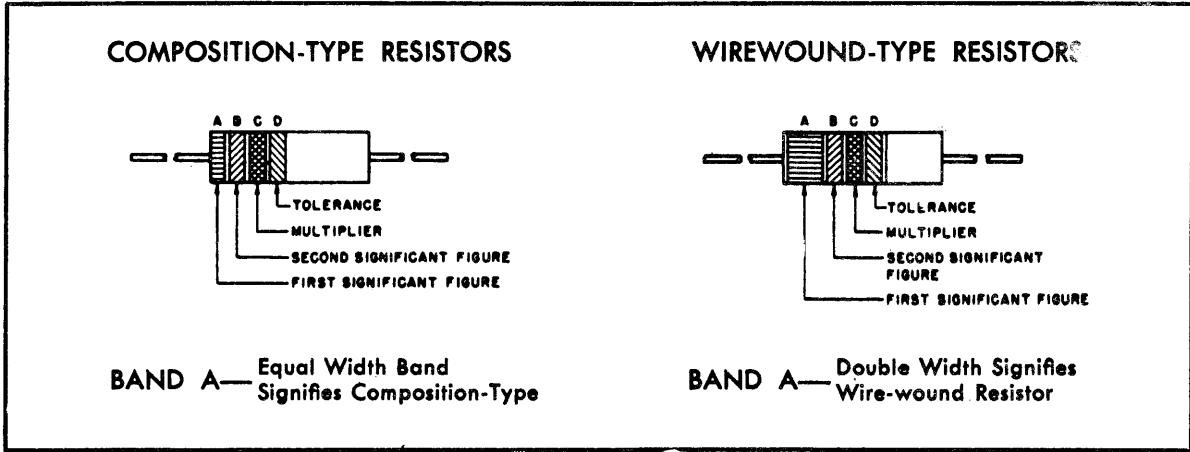 COMPOSITION-TYPE RESISTORS
A B C D
TOLERANCE
MULTIPLIER
SECOND SIGNIFICANT FIGURE
FIRST SIGNIFICANT FIGURE
BAND A— Equal Width Band
Signifies Composition-Type
WIREWOUND-TYPE RESISTORS
A B C D
TOLERANCE
MULTIPLIER
SECOND SIGNIFICANT
FIGURE
FIRST SIGNIFICANT FIGURE
BAND A— Double Width Signifies
Wire-wound Resistor